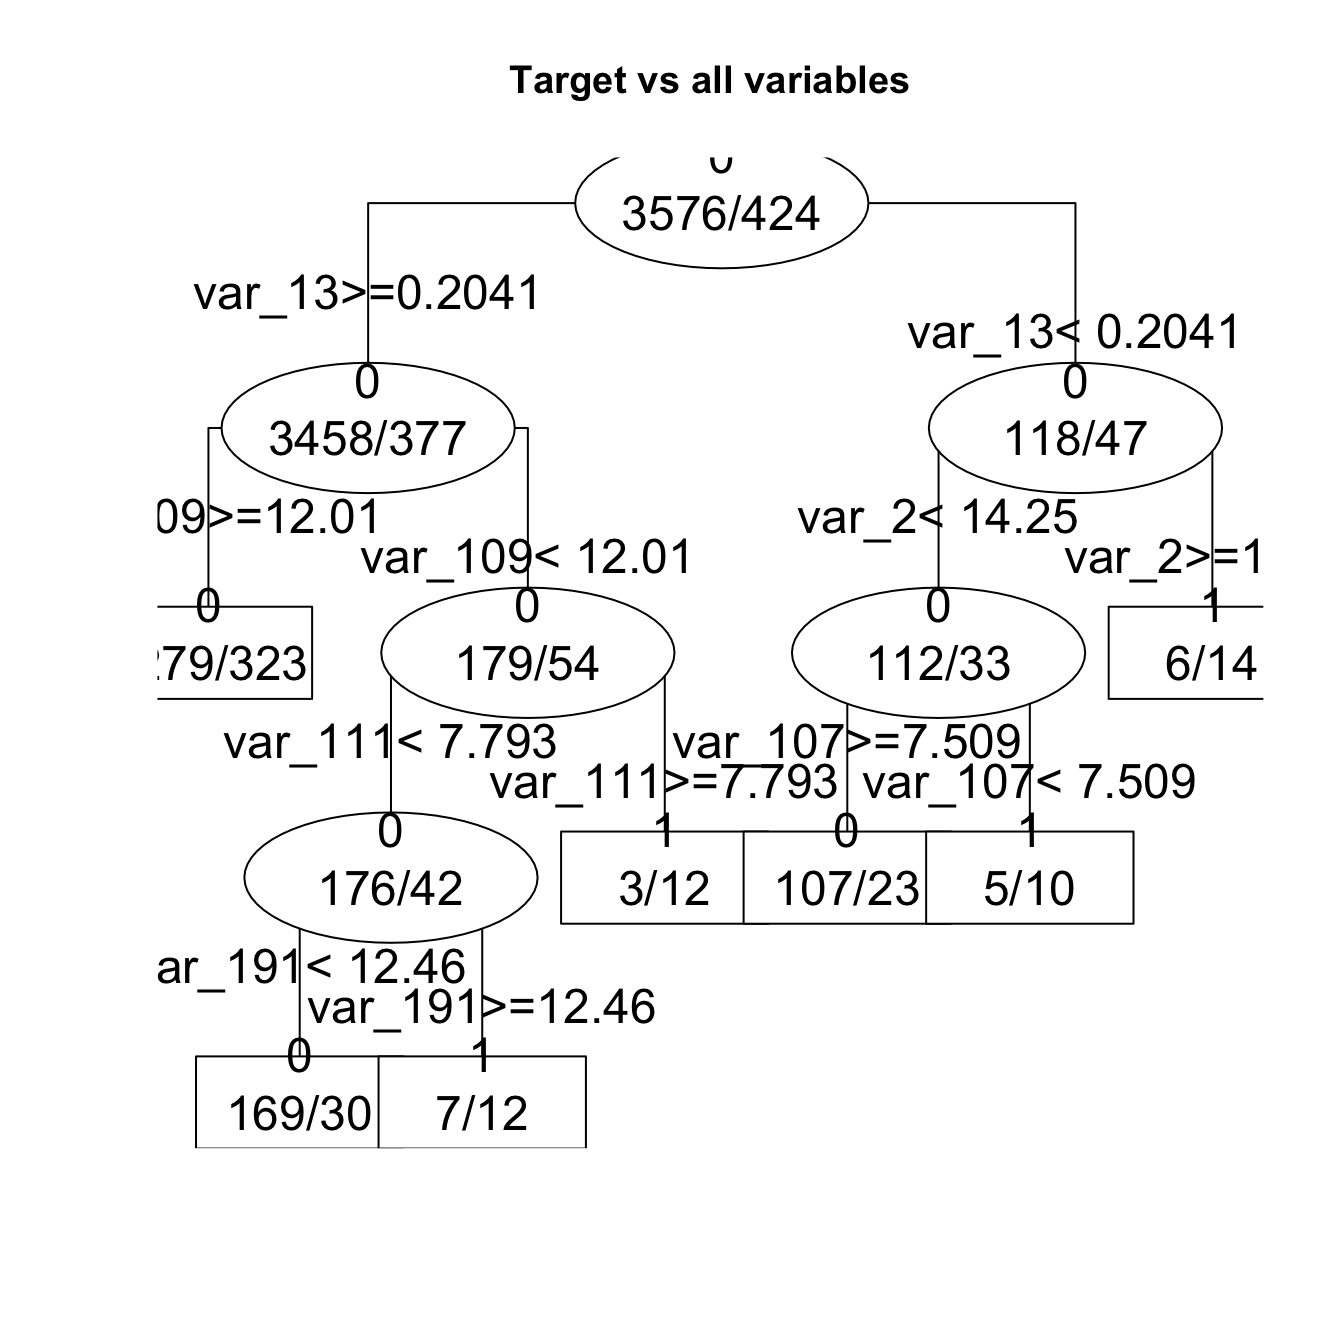 Target vs all variables
0
3576/424
var_13>=0.2041
var_13< 0.2041
0
3458/377
0
118/47
09>=12.01
var_109< 12.01
var_2< 14.25
var_2>=1
0
79/323
0
179/54
0
112/33
1
6/14
var_111< 7.793
var_111>=7.793
var_107>=7.509
var_107< 7.509
0
176/42
1
3/12
0
107/23
1
5/10
ar_191< 12.46
var_191>=12.46
0
169/30
1
7/12